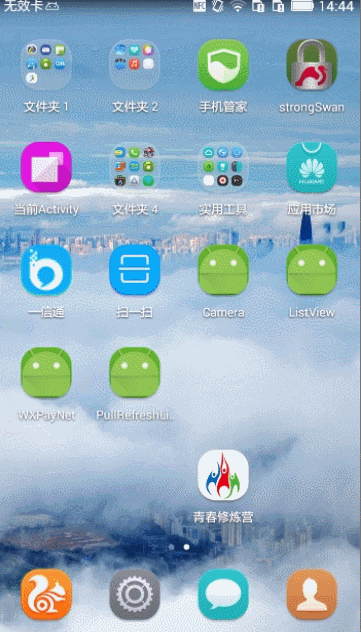 无效卡
NFC
14:44
文件夹 1
文件夹 2
手机管家
strongSwan
当前Activity
文件夹 4
实用工具
应用市场
一信通
扫一扫
Camera
ListView
WXPayNet
PullRefreshLi..
青春修炼营